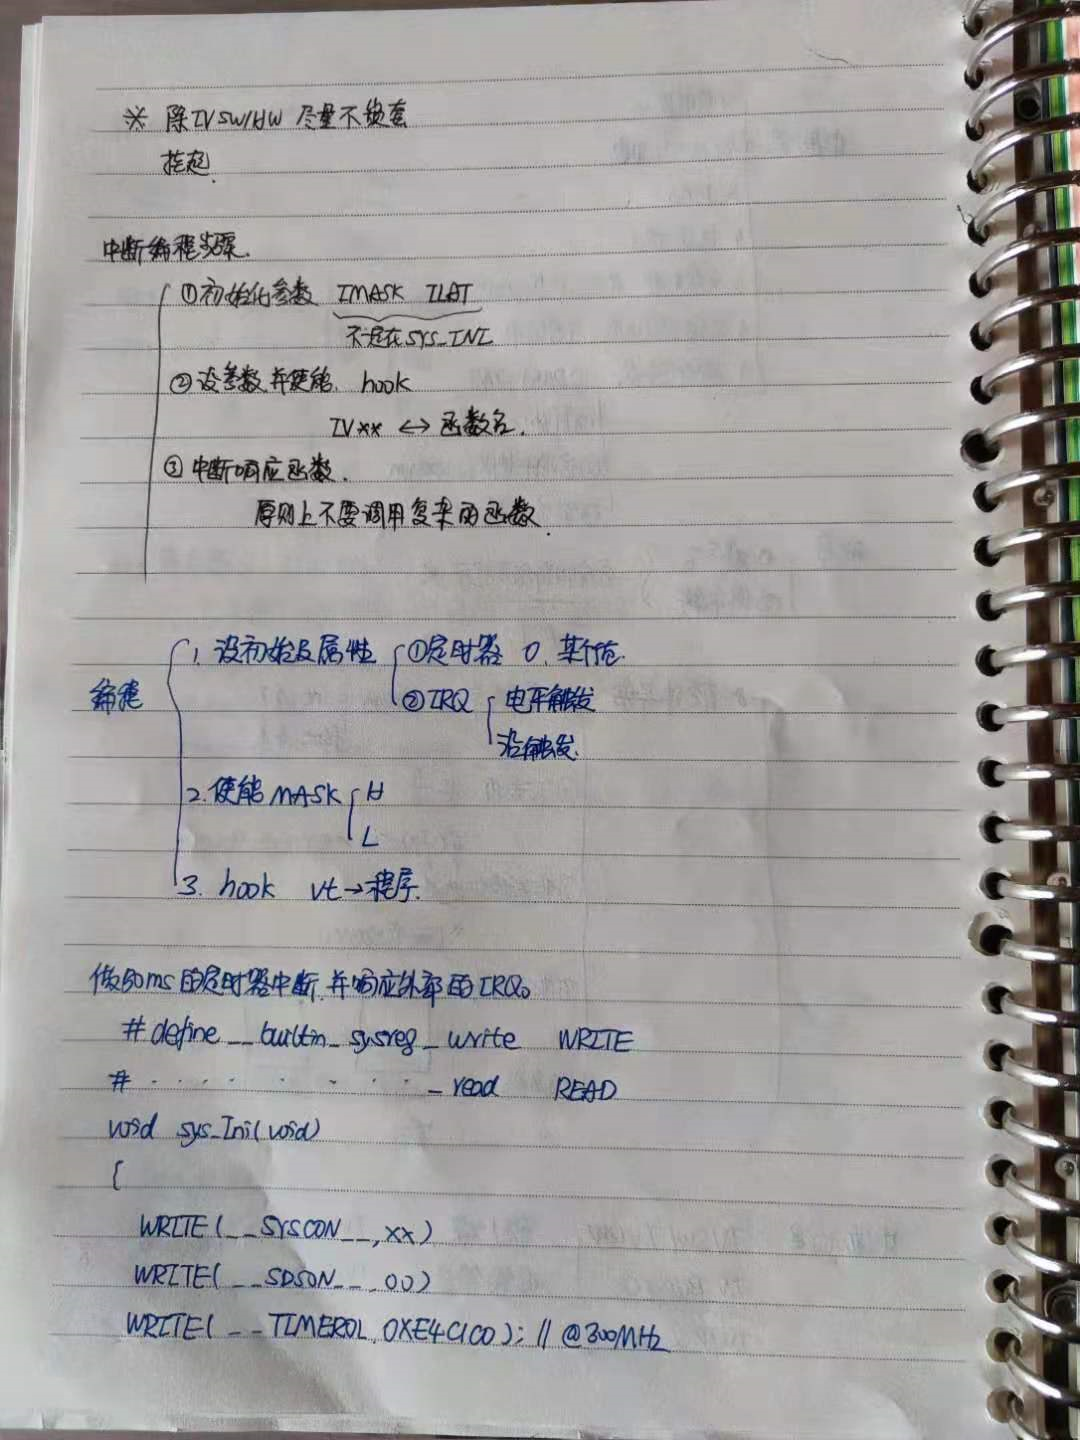 ※ 除IVSW/HW 尽量不嵌套
挂起.
中断编程步骤.
①初始化参数 IMASK ILAT
不一定在SYS_INI
②设参数并使能. hook
IV** ↔ 函数名.
③中断响应函数.
原则上不要调用复杂的函数.
编程
1. 设初始及属性 ①定时器 0. 某个值.
②IRQ 电平触发
沿触发.
2. 使能 MASK H
L
3. hook vt→程序.
做50ms的定时器中断,并响应外部的IRQ0
#define __builtin_sysreg_write WRITE
# · · · · · · · _read READ
void sys_Ini(void)
{
WRITE(__SYSCON__,xx)
WRITE(__SDSON__,00)
WRITE(__TIMER0L,0XE4C1C0); // @300MHz